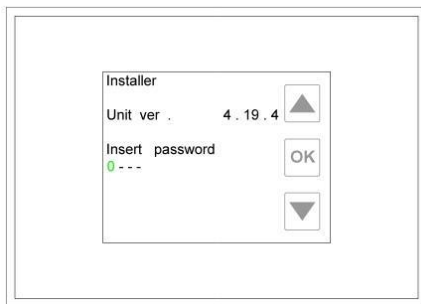 Installer
Unit ver . 4 . 19 . 4
Insert password
0 - - -
OK